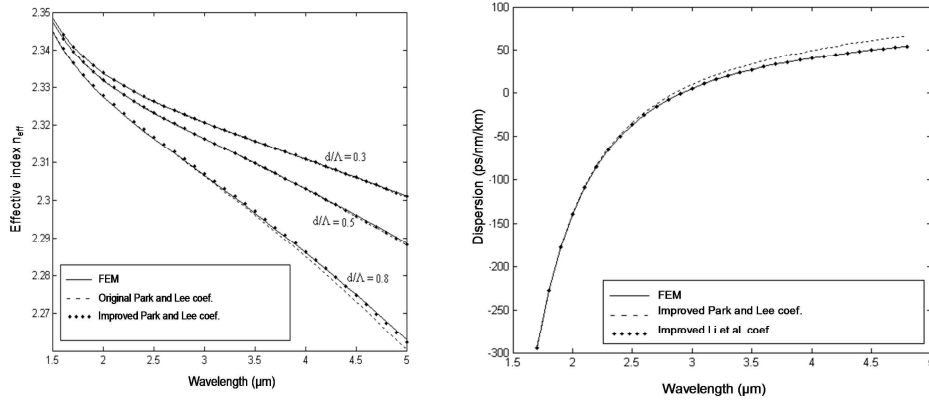 2.35
2.34
2.33
2.32
2.31
2.3
2.29
2.28
2.27
Effective Index n eff
1.5 2 2.5 3 3.5 4 4.5 5
Wavelength (µm)
d/Λ = 0.3
d/Λ = 0.5
d/Λ = 0.8
FEM
Original Park and Lee coef.
Improved Park and Lee coef.
100
50
0
-50
-100
-150
-200
-250
-300
Dispersion (ps/nm/km)
1.5 2 2.5 3 3.5 4 4.5 5
Wavelength (µm)
FEM
Improved Park and Lee coef.
Improved Li et al. coef.